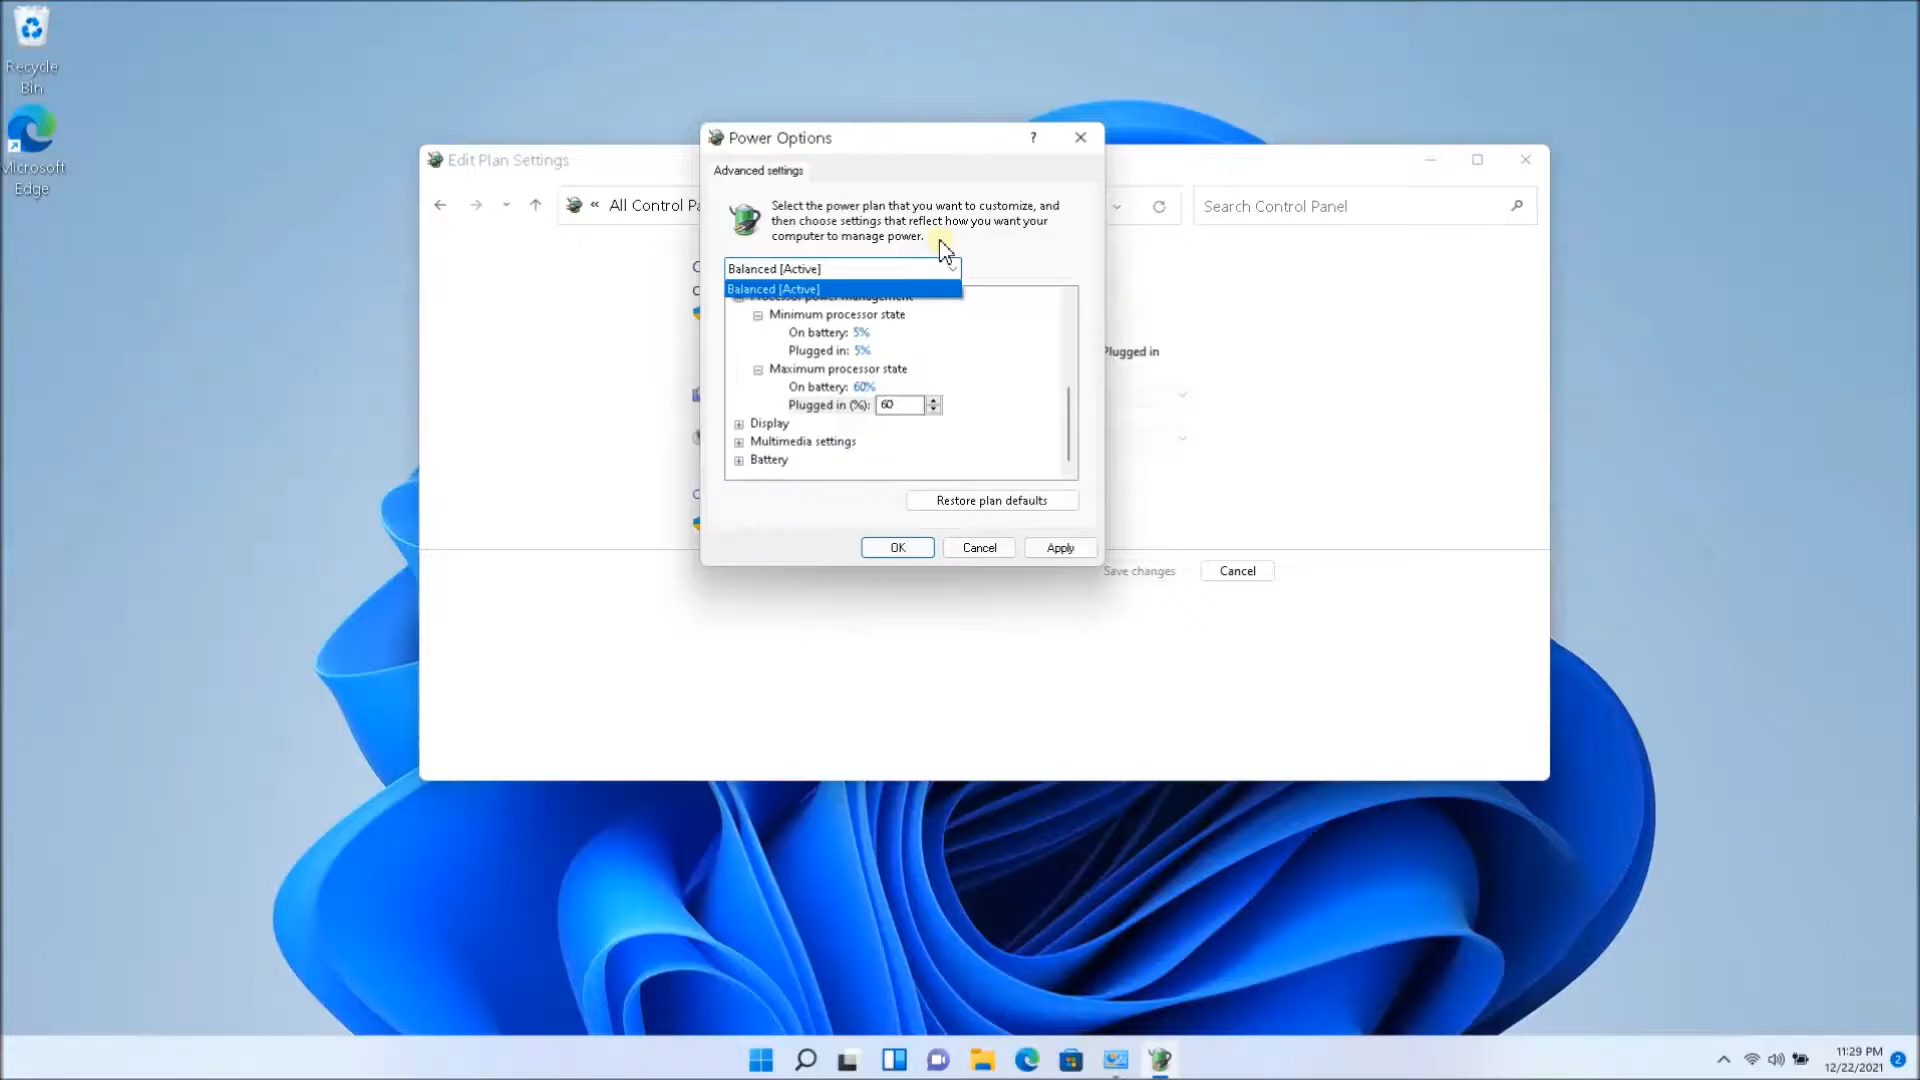 Recycle
Bin
Microsoft
Edge
Edit Plan Settings
« All Control Pa
Search Control Panel
Plugged in
Save changes
Cancel
Power Options
?
Advanced settings
Select the power plan that you want to customize, and
then choose settings that reflect how you want your
computer to manage power.
Balanced [Active]
Balanced [Active]
Processor power management
Minimum processor state
On battery: 5%
Plugged in: 5%
Maximum processor state
On battery: 60%
Plugged in (%): 60
Display
Multimedia settings
Battery
Restore plan defaults
OK
Cancel
Apply
11:29 PM
12/22/2021
2